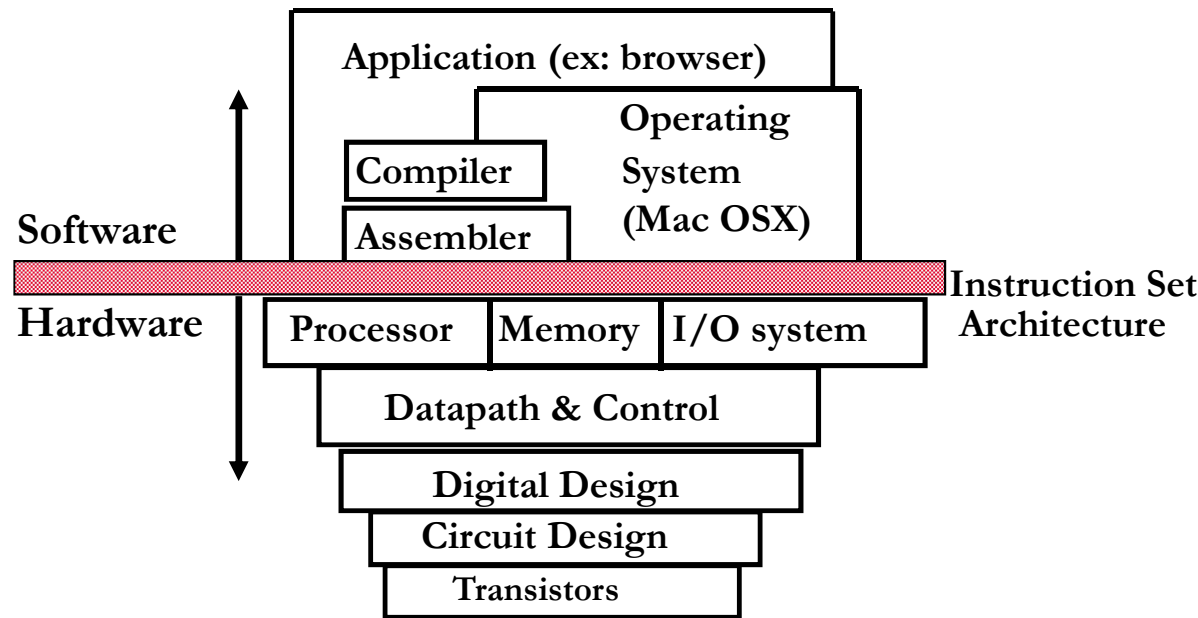 Application (ex: browser)
Operating
System
(Mac OSX)
Compiler
Assembler
Software
Hardware
Instruction Set
Architecture
Processor
Memory
I/O system
Datapath & Control
Digital Design
Circuit Design
Transistors